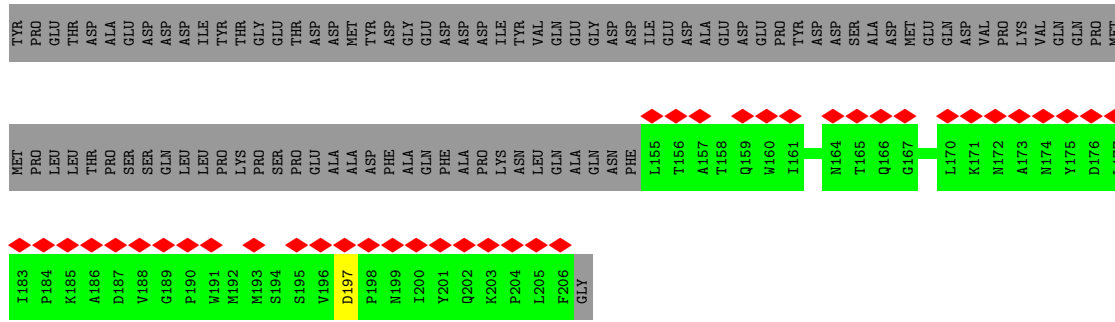 TYR PRO GLU THR ASP ALA GLU ASP ASP ASP ILE TYR THR GLY GLU THR ASP ASP MET TYR ASP GLY GLU ASP ASP ASP ILE TYR VAL GLN GLU GLY ASP ASP ILE GLU ASP ALA GLU ASP GLU PRO TYR ASP ASP SER ALA ASP MET GLU GLN ASP VAL PRO LYS VAL GLN GLN PRO MET
MET PRO LEU LEU THR PRO SER SER GLN LEU LEU PRO LYS PRO SER PRO GLU ALA ALA ASP PHE ALA GLN PHE ALA PRO LYS ASN LEU GLN ALA GLN ASN PHE L155 T156 A157 T158 Q159 W160 I161 N164 T165 Q166 G167 L170 K171 N172 A173 N174 Y175 D176
I183 P184 K185 A186 D187 V188 G189 P190 W191 M192 M193 S194 S195 V196 D197 P198 N199 I200 Y201 Q202 K203 P204 L205 F206 GLY